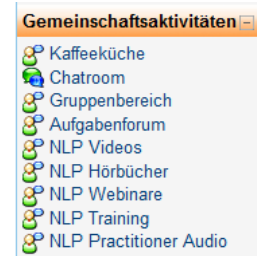 Gemeinschaftsaktivitäten
Kaffeeküche
Chatroom
Gruppenbereich
Aufgabenforum
NLP Videos
NLP Hörbücher
NLP Webinare
NLP Training
NLP Practitioner Audio